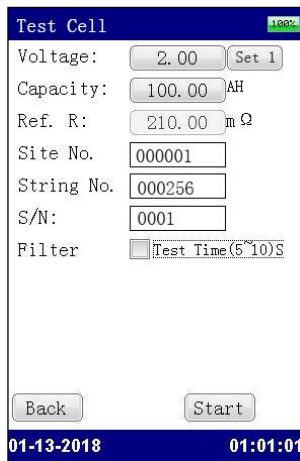 Test Cell 100%
Voltage: 2.00 Set 1
Capacity: 100.00 AH
Ref. R: 210.00 mΩ
Site No. 000001
String No. 000256
S/N: 0001
Filter Test Time(5~10)S
Back Start
01-13-2018 01:01:01